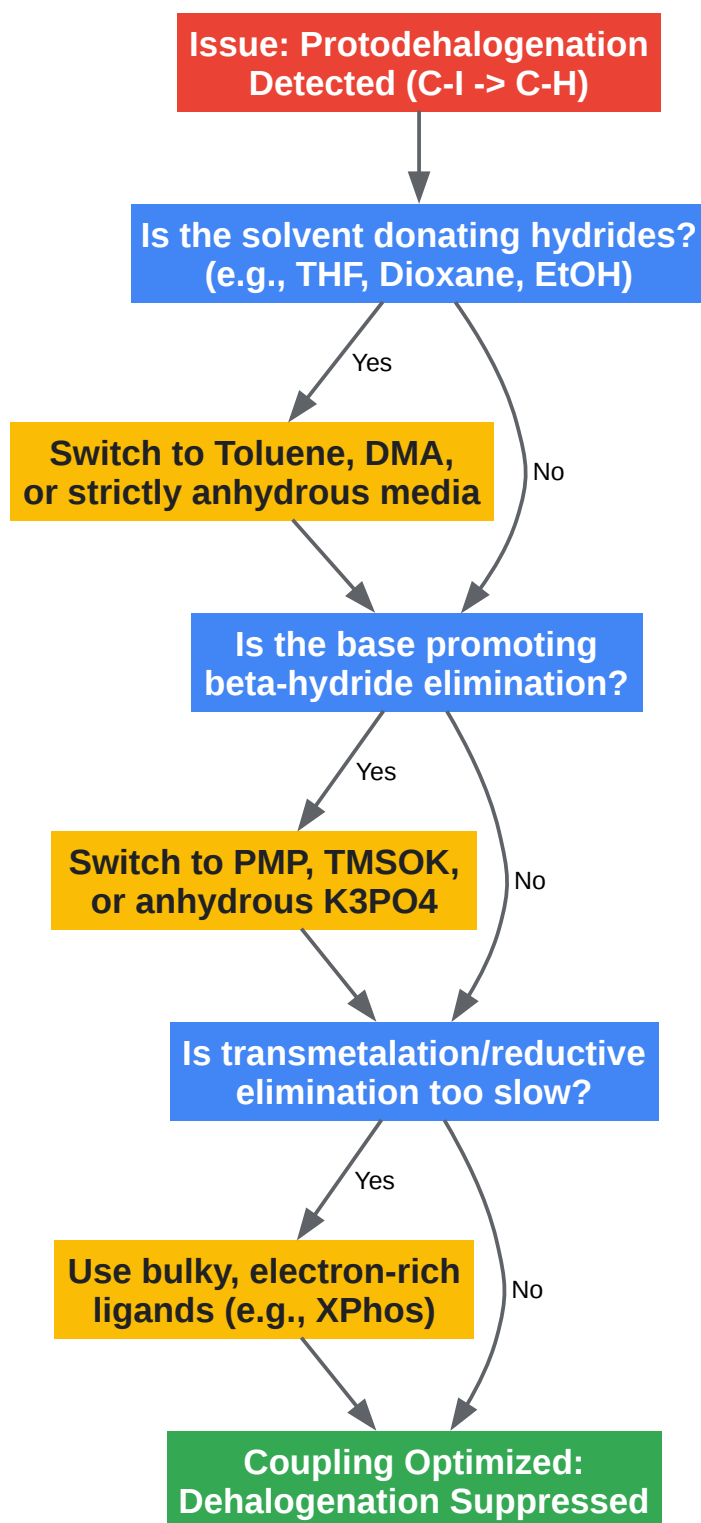 Issue: Protodehalogenation
Detected (C-I -> C-H)
Is the solvent donating hydrides?
(e.g., THF, Dioxane, EtOH)
Yes
Switch to Toluene, DMA,
or strictly anhydrous media
No
Is the base promoting
beta-hydride elimination?
Yes
Switch to PMP, TMSOK,
or anhydrous K3PO4
No
Is transmetalation/reductive
elimination too slow?
Yes
Use bulky, electron-rich
ligands (e.g., XPhos)
No
Coupling Optimized:
Dehalogenation Suppressed